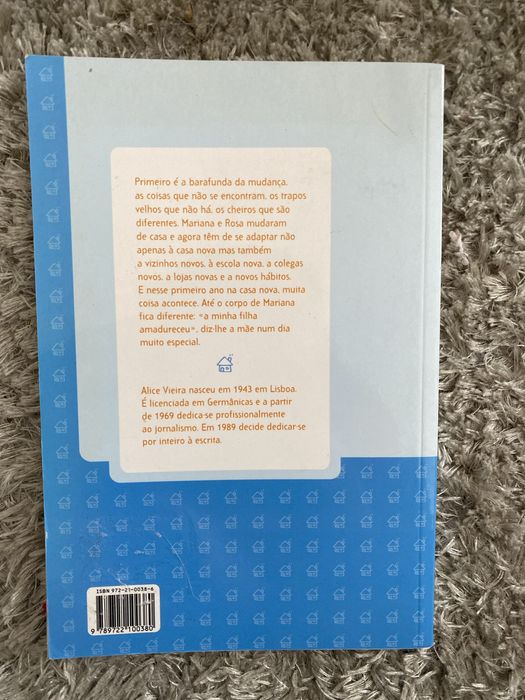 Primeiro é a barafunda da mudança,
as coisas que não se encontram, os trapos
velhos que não há, os cheiros que são
diferentes. Mariana e Rosa mudaram
de casa e agora têm de se adaptar não
apenas à casa nova mas também
a vizinhos novos, à escola nova, a colegas
novos, a lojas novas e a novos hábitos.
E nesse primeiro ano na casa nova, muita
coisa acontece. Até o corpo de Mariana
fica diferente: «a minha filha
amadureceu», diz-lhe a mãe num dia
muito especial.
Alice Vieira nasceu em 1943 em Lisboa.
É licenciada em Germânicas e a partir
de 1969 dedica-se profissionalmente
ao jornalismo. Em 1989 decide dedicar-se
por inteiro à escrita.
ISBN 972-21-0038-6
9 789722 100380